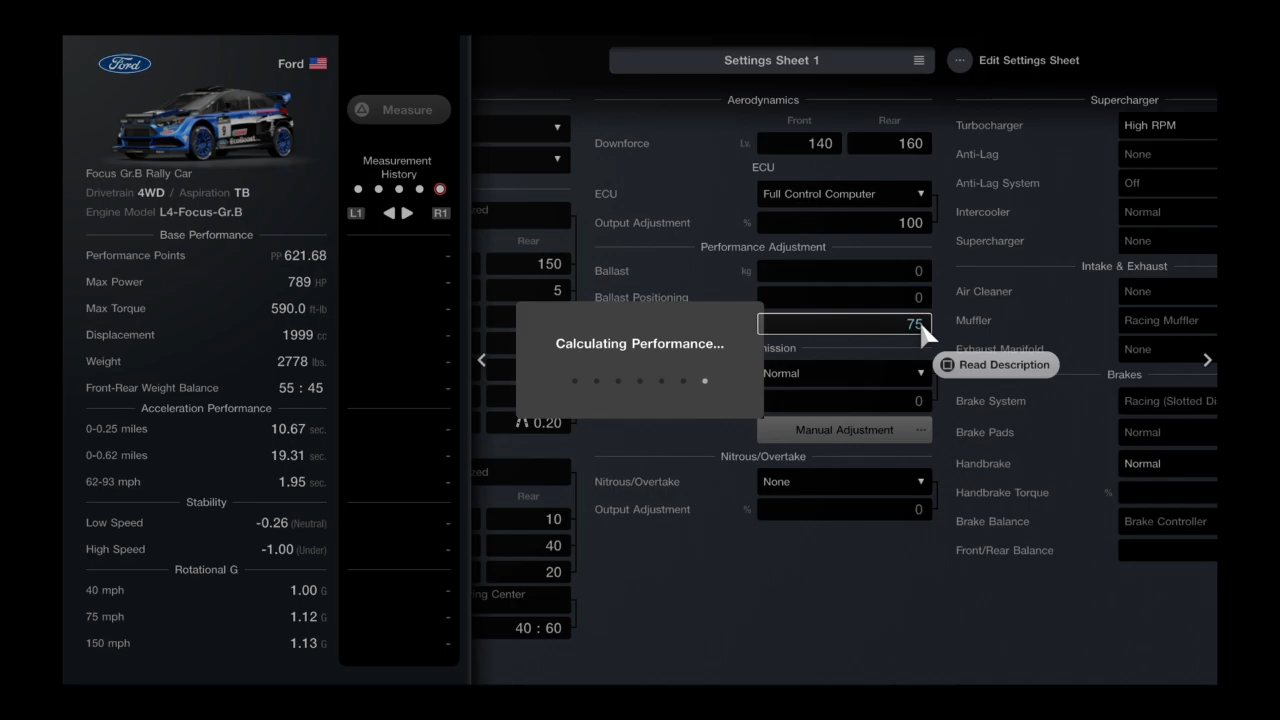 Ford
Ford
Focus Gr.B Rally Car
Drivetrain 4WD / Aspiration TB
Engine Model L4-Focus-Gr.B
Base Performance
Performance Points PP 621.68
Max Power 789 HP
Max Torque 590.0 ft-lb
Displacement 1999 cc
Weight 2778 lbs.
Front-Rear Weight Balance 55 : 45
Acceleration Performance
0-0.25 miles 10.67 sec.
0-0.62 miles 19.31 sec.
62-93 mph 1.95 sec.
Stability
Low Speed -0.26 (Neutral)
High Speed -1.00 (Under)
Rotational G
40 mph 1.00 G
75 mph 1.12 G
150 mph 1.13 G
Measure
Measurement
History
L1 R1
Rear
150
5
0.20
Rear
10
40
20
40 : 60
Settings Sheet 1
Edit Settings Sheet
Aerodynamics
Front Rear
Downforce Lv. 140 160
ECU
ECU Full Control Computer
Output Adjustment % 100
Performance Adjustment
Ballast kg 0
Ballast Positioning 0
75
Calculating Performance...
Normal
0
Manual Adjustment ...
Nitrous/Overtake
Nitrous/Overtake None
Output Adjustment % 0
Read Description
Supercharger
Turbocharger High RPM
Anti-Lag None
Anti-Lag System Off
Intercooler Normal
Supercharger None
Intake & Exhaust
Air Cleaner None
Muffler Racing Muffler
Exhaust Manifold None
Brakes
Brake System Racing (Slotted Di
Brake Pads Normal
Handbrake Normal
Handbrake Torque %
Brake Balance Brake Controller
Front/Rear Balance